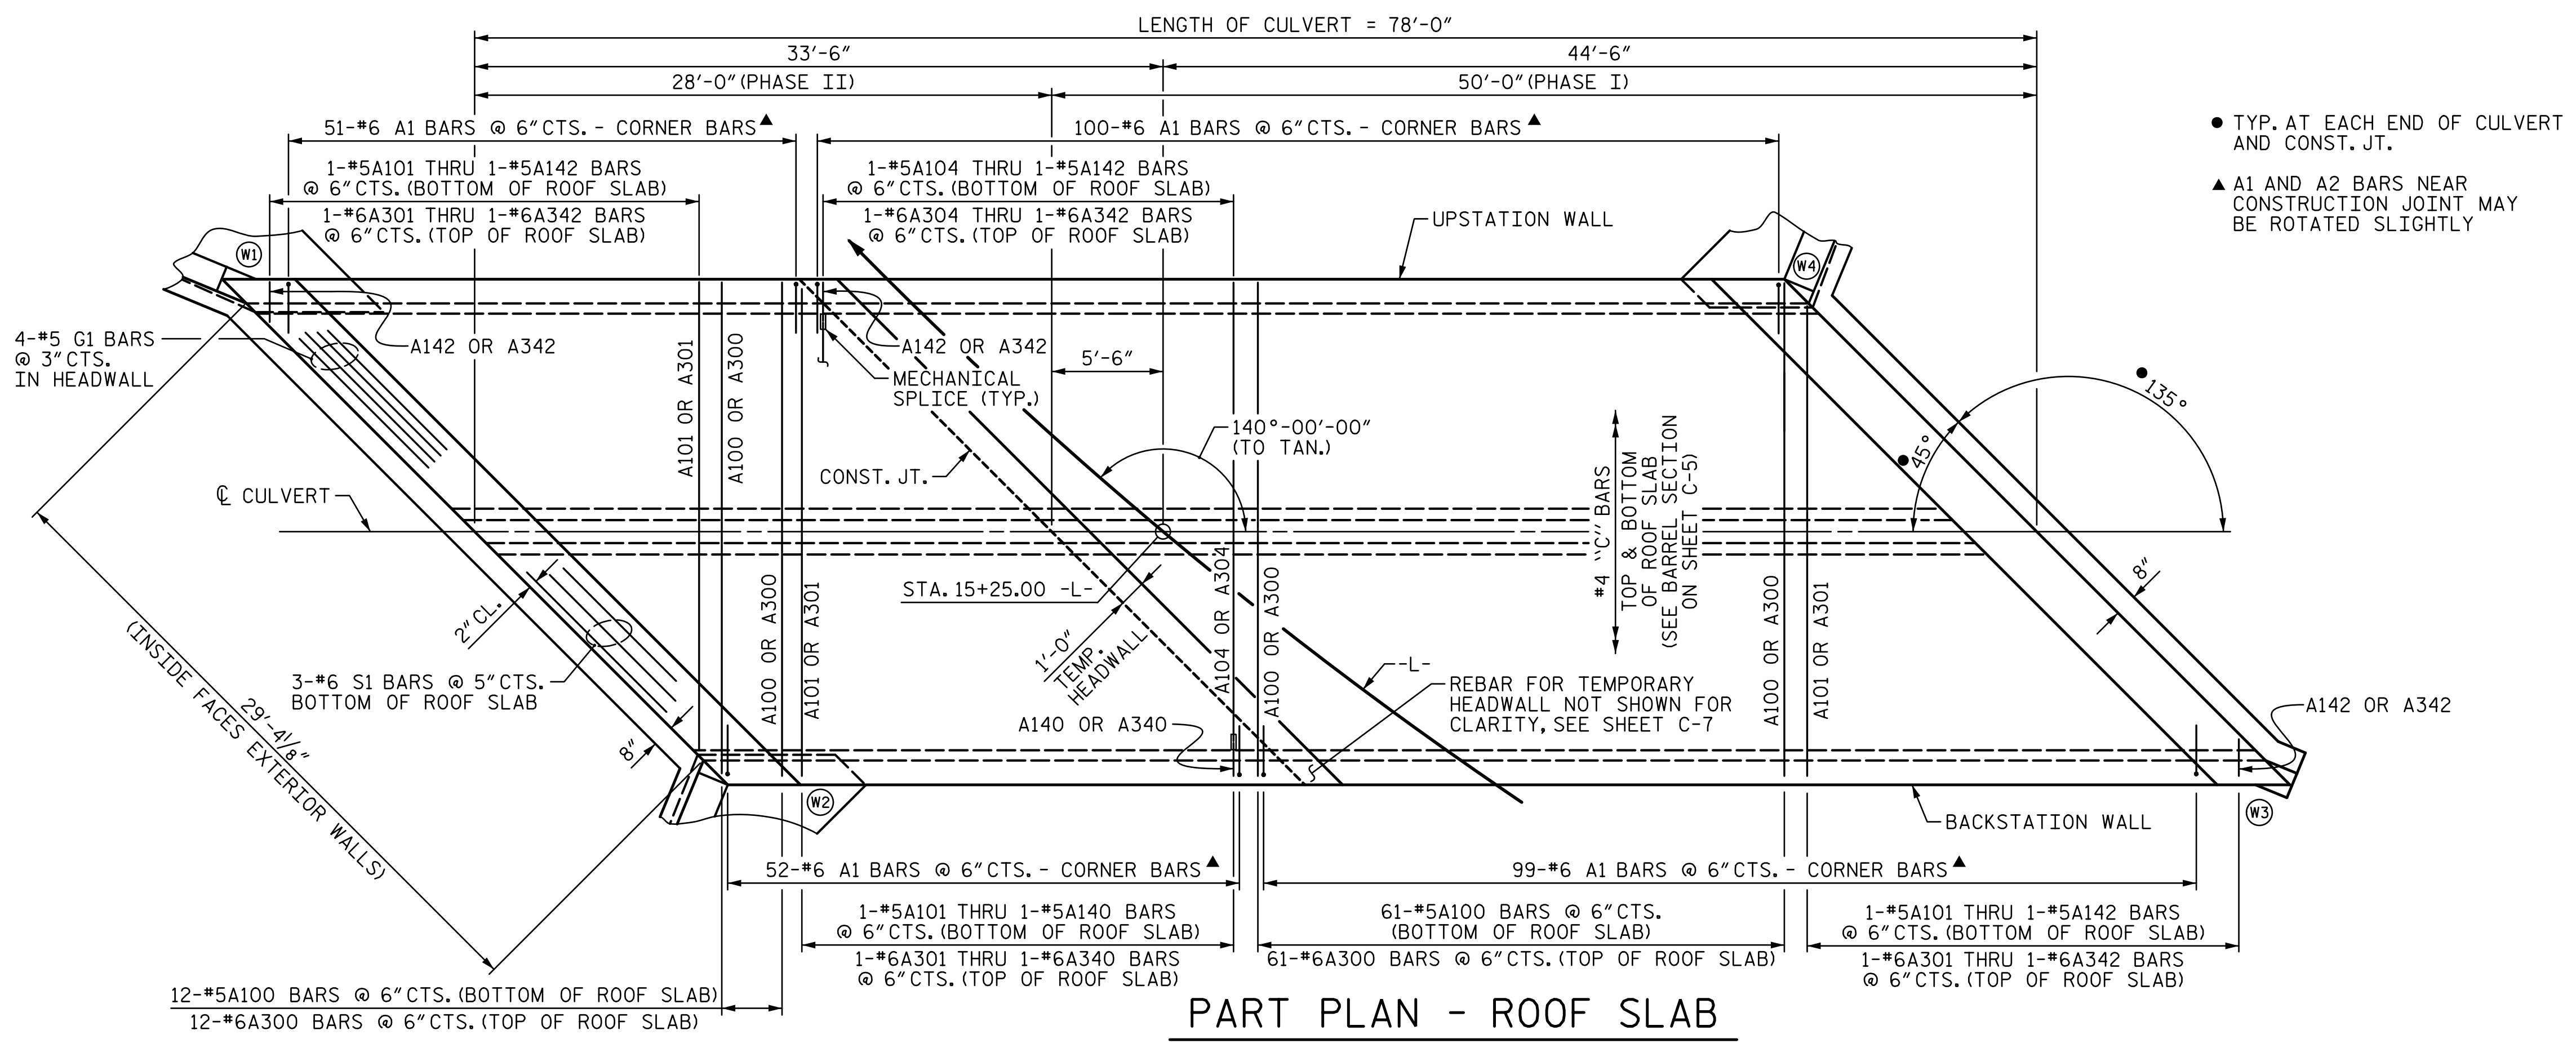 LENGTH OF CULVERT = 78'-0"
33'-6"
44'-6"
28'-0" (PHASE II)
50'-0" (PHASE I)
51-#6 A1 BARS @ 6" CTS. - CORNER BARS ▲
100-#6 A1 BARS @ 6" CTS. - CORNER BARS ▲
1-#5A101 THRU 1-#5A142 BARS
@ 6" CTS. (BOTTOM OF ROOF SLAB)
1-#6A301 THRU 1-#6A342 BARS
@ 6" CTS. (TOP OF ROOF SLAB)
1-#5A104 THRU 1-#5A142 BARS
@ 6" CTS. (BOTTOM OF ROOF SLAB)
1-#6A304 THRU 1-#6A342 BARS
@ 6" CTS. (TOP OF ROOF SLAB)
● TYP. AT EACH END OF CULVERT
AND CONST. JT.
▲ A1 AND A2 BARS NEAR
CONSTRUCTION JOINT MAY
BE ROTATED SLIGHTLY
UPSTATION WALL
W1
W4
4-#5 G1 BARS
@ 3" CTS.
IN HEADWALL
A142 OR A342
A101 OR A301
A100 OR A300
A142 OR A342
MECHANICAL
SPLICE (TYP.)
5'-6"
140°-00'-00"
(TO TAN.)
CONST. JT.
● 135°
● 45°
℄ CULVERT
#4 "C" BARS
TOP & BOTTOM
OF ROOF SLAB
(SEE BARREL SECTION
ON SHEET C-5)
STA. 15+25.00 -L-
2" CL.
8"
A100 OR A300
A101 OR A301
A104 OR A304
A100 OR A300
A100 OR A300
A101 OR A301
1'-0"
TEMP.
HEADWALL
-L-
3-#6 S1 BARS @ 5" CTS.
BOTTOM OF ROOF SLAB
REBAR FOR TEMPORARY
HEADWALL NOT SHOWN FOR
CLARITY, SEE SHEET C-7
A140 OR A340
A142 OR A342
8"
29'-4⅛"
(INSIDE FACES EXTERIOR WALLS)
W2
W3
BACKSTATION WALL
52-#6 A1 BARS @ 6" CTS. - CORNER BARS ▲
99-#6 A1 BARS @ 6" CTS. - CORNER BARS ▲
1-#5A101 THRU 1-#5A140 BARS
@ 6" CTS. (BOTTOM OF ROOF SLAB)
1-#6A301 THRU 1-#6A340 BARS
@ 6" CTS. (TOP OF ROOF SLAB)
61-#5A100 BARS @ 6" CTS.
(BOTTOM OF ROOF SLAB)
61-#6A300 BARS @ 6" CTS. (TOP OF ROOF SLAB)
1-#5A101 THRU 1-#5A142 BARS
@ 6" CTS. (BOTTOM OF ROOF SLAB)
1-#6A301 THRU 1-#6A342 BARS
@ 6" CTS. (TOP OF ROOF SLAB)
12-#5A100 BARS @ 6" CTS. (BOTTOM OF ROOF SLAB)
12-#6A300 BARS @ 6" CTS. (TOP OF ROOF SLAB)
PART PLAN - ROOF SLAB